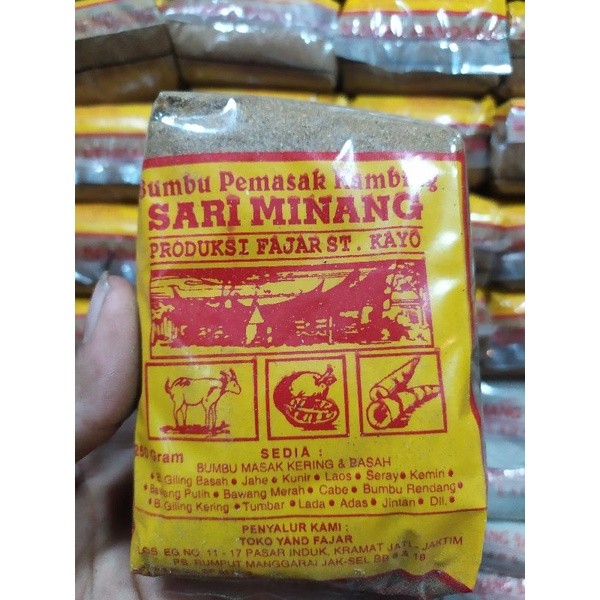 Bumbu Pemasak Kambing
SARI MINANG
PRODUKSI FAJAR ST. KAYO
250 Gram
SEDIA :
BUMBU MASAK KERING & BASAH
• B.Giling Basah • Jahe • Kunir • Laos • Seray • Kemiri •
Bawang Putih • Bawang Merah • Cabe • Bumbu Rendang •
B.Giling Kering • Tumbar • Lada • Adas • Jintan • Dll. •
PENYALUR KAMI :
TOKO YAND FAJAR
LOS. EG NO. 11 - 17 PASAR INDUK, KRAMAT JATI, JAKTIM
PS. RUMPUT MANGGARAI JAK-SEL